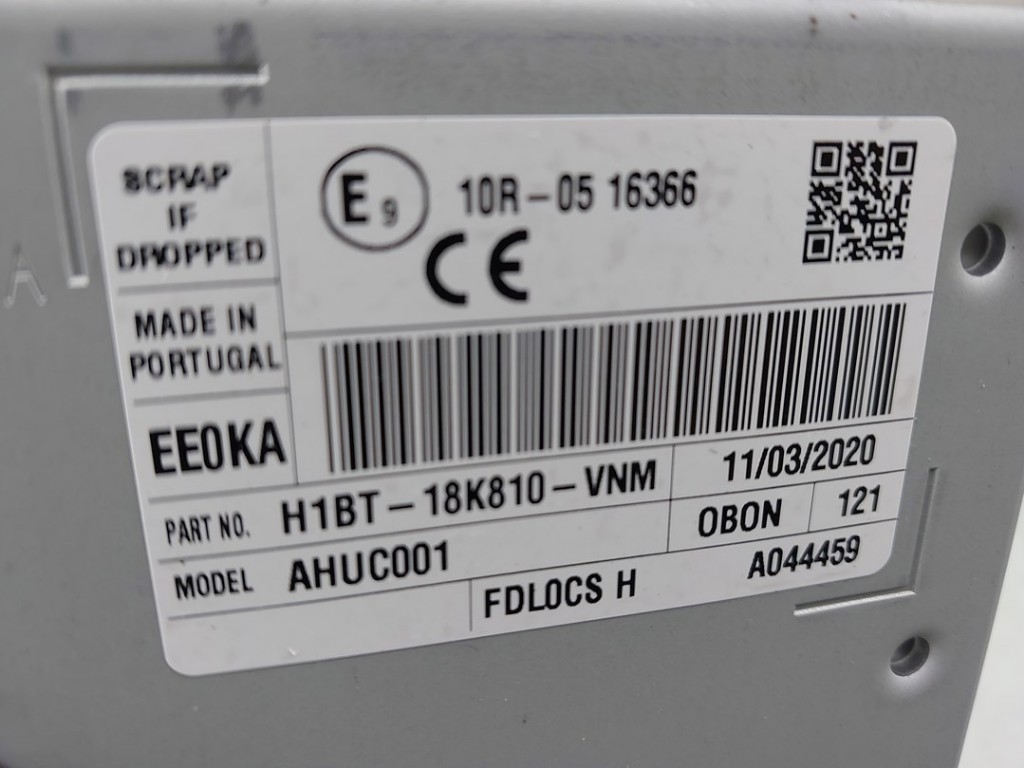 SCRAP
IF
DROPPED
E9
10R-05 16366
CE
MADE IN
PORTUGAL
EE0KA
PART NO. H1BT-18K810-VNM 11/03/2020
MODEL AHUC001 OBON 121
FDLOCS H A044459
A